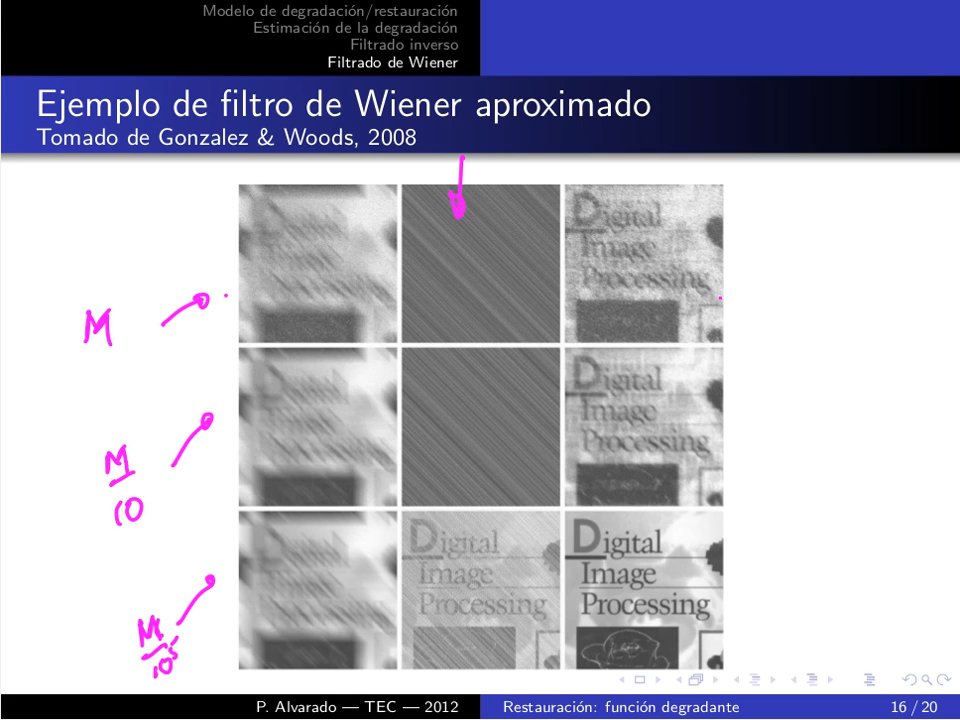 Modelo de degradación/restauración
Estimación de la degradación
Filtrado inverso
Filtrado de Wiener
Ejemplo de filtro de Wiener aproximado
Tomado de Gonzalez & Woods, 2008
Digital
Image
Processing
M
Digital
Image
Processing
M
10
Digital
Image
Processing
Digital
Image
Processing
M
10⁵
P. Alvarado — TEC — 2012
Restauración: función degradante
16 / 20